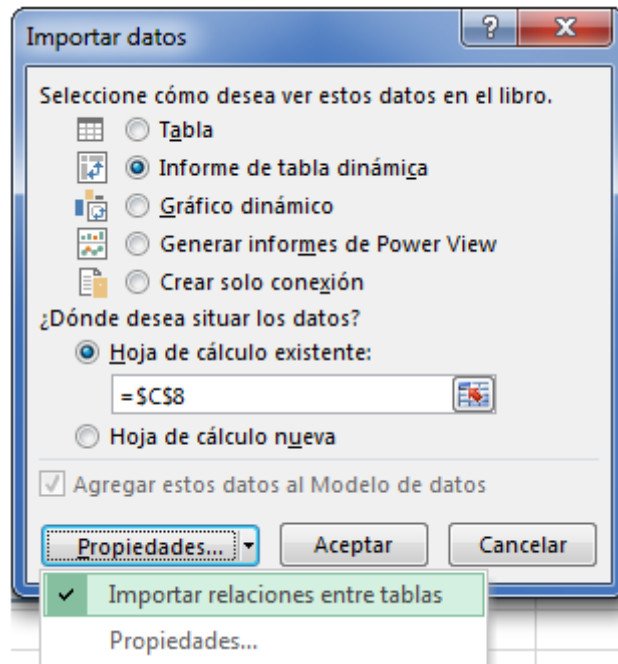 Importar datos
Seleccione cómo desea ver estos datos en el libro.
Tabla
Informe de tabla dinámica
Gráfico dinámico
Generar informes de Power View
Crear solo conexión
¿Dónde desea situar los datos?
Hoja de cálculo existente:
=$C$8
Hoja de cálculo nueva
Agregar estos datos al Modelo de datos
Propiedades... Aceptar Cancelar
Importar relaciones entre tablas
Propiedades...